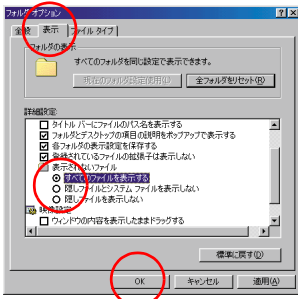 フォルダ オプション
全般 表示 ファイル タイプ
フォルダの表示
すべてのフォルダを同じ設定で表示できます。
現在のフォルダ設定使用(L) 全フォルダをリセット(R)
詳細設定:
タイトル バーにファイルのパス名を表示する
フォルダとデスクトップの項目の説明をポップアップで表示する
各フォルダの表示設定を保存する
登録されているファイルの拡張子は表示しない
表示されないファイル
すべてのファイルを表示する
隠しファイルとシステム ファイルを表示しない
隠しファイルを表示しない
視覚設定
ウィンドウの内容を表示したままドラッグする
標準に戻す(D)
OK キャンセル 適用(A)